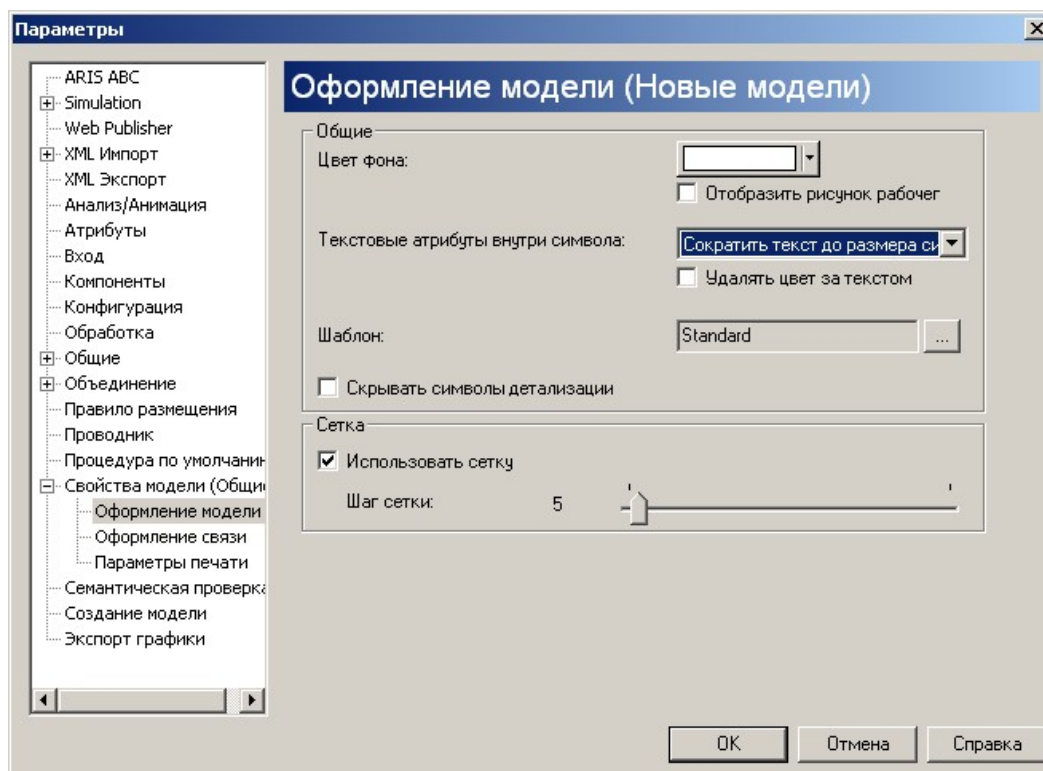 Параметры
ARIS ABC
Simulation
Web Publisher
XML Импорт
XML Экспорт
Анализ/Анимация
Атрибуты
Вход
Компоненты
Конфигурация
Обработка
Общие
Объединение
Правило размещения
Проводник
Процедура по умолчанин
Свойства модели (Общи
Оформление модели
Оформление связи
Параметры печати
Семантическая проверка
Создание модели
Экспорт графики
Оформление модели (Новые модели)
Общие
Цвет фона:
Отобразить рисунок рабочег
Текстовые атрибуты внутри символа:
Сократить текст до размера си
Удалять цвет за текстом
Шаблон:
Standard
...
Скрывать символы детализации
Сетка
Использовать сетку
Шаг сетки: 5
OK
Отмена
Справка